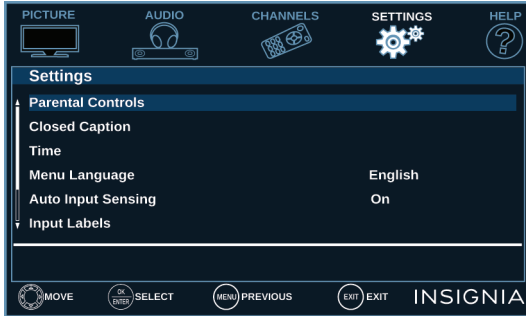 PICTURE AUDIO CHANNELS SETTINGS HELP
Settings
Parental Controls
Closed Caption
Time
Menu Language English
Auto Input Sensing On
Input Labels
MOVE OK ENTER SELECT MENU PREVIOUS EXIT EXIT INSIGNIA